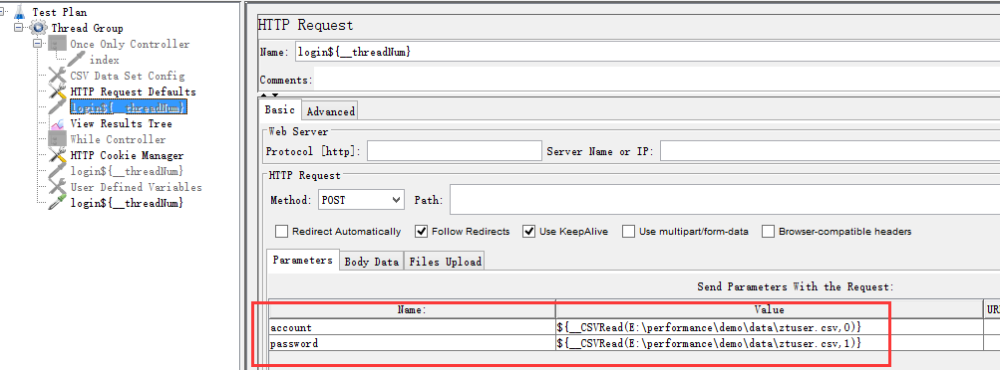 Test Plan
Thread Group
Once Only Controller
index
CSV Data Set Config
HTTP Request Defaults
login${__threadNum}
View Results Tree
While Controller
HTTP Cookie Manager
login${__threadNum}
User Defined Variables
login${__threadNum}
HTTP Request
Name: login${__threadNum}
Comments:
Basic Advanced
Web Server
Protocol [http]: Server Name or IP:
HTTP Request
Method: POST Path:
Redirect Automatically Follow Redirects Use KeepAlive Use multipart/form-data Browser-compatible headers
Parameters Body Data Files Upload
Send Parameters With the Request:
Name: Value UR
account ${__CSVRead(E:\performance\demo\data\ztuser.csv,0)}
password ${__CSVRead(E:\performance\demo\data\ztuser.csv,1)}